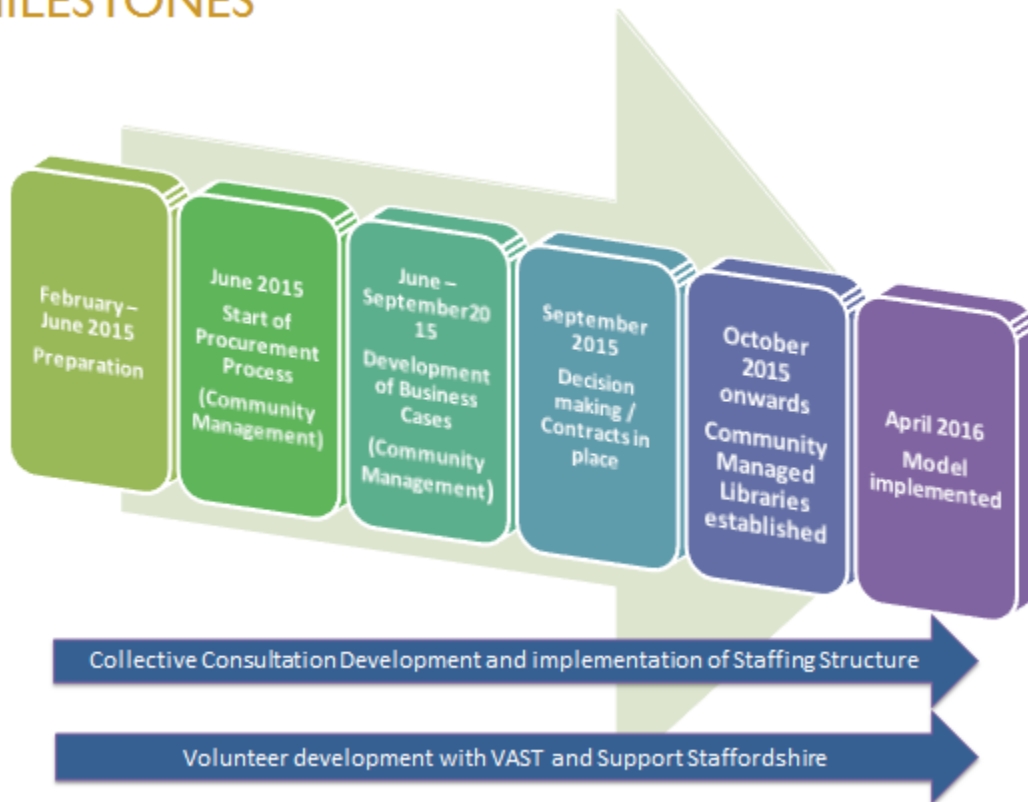 MILESTONES
February –
June 2015
Preparation
June 2015
Start of
Procurement
Process
(Community
Management)
June –
September20
15
Development
of Business
Cases
(Community
Management)
September
2015
Decision
making /
Contracts in
place
October
2015
onwards
Community
Managed
Libraries
established
April 2016
Model
implemented
Collective Consultation Development and implementation of Staffing Structure
Volunteer development with VAST and Support Staffordshire